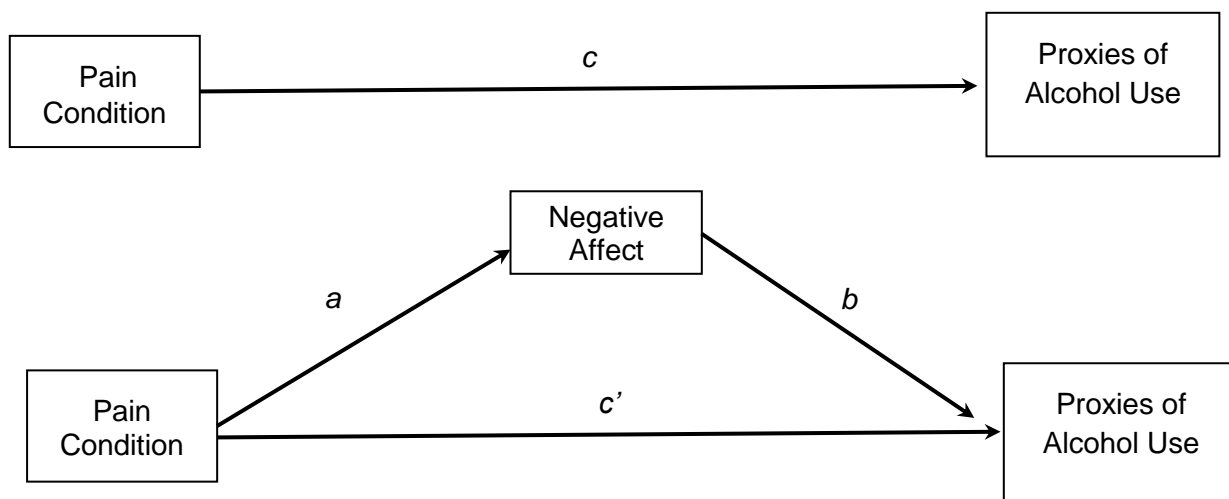 Pain
Condition
c
Proxies of
Alcohol Use
Negative
Affect
a
b
Pain
Condition
c’
Proxies of
Alcohol Use